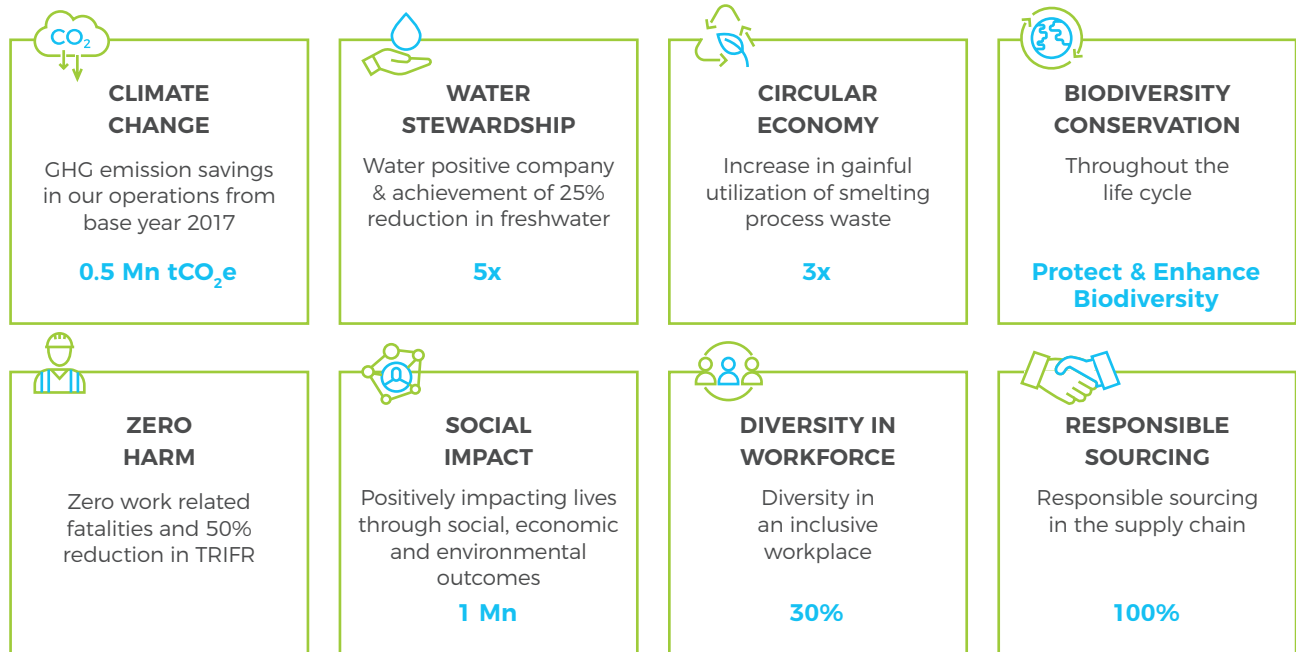 CO₂
CLIMATE
CHANGE
GHG emission savings
in our operations from
base year 2017
0.5 Mn tCO₂e
WATER
STEWARDSHIP
Water positive company
& achievement of 25%
reduction in freshwater
5x
CIRCULAR
ECONOMY
Increase in gainful
utilization of smelting
process waste
3x
BIODIVERSITY
CONSERVATION
Throughout the
life cycle
Protect & Enhance
Biodiversity
ZERO
HARM
Zero work related
fatalities and 50%
reduction in TRIFR
SOCIAL
IMPACT
Positively impacting lives
through social, economic
and environmental
outcomes
1 Mn
DIVERSITY IN
WORKFORCE
Diversity in
an inclusive
workplace
30%
RESPONSIBLE
SOURCING
Responsible sourcing
in the supply chain
100%